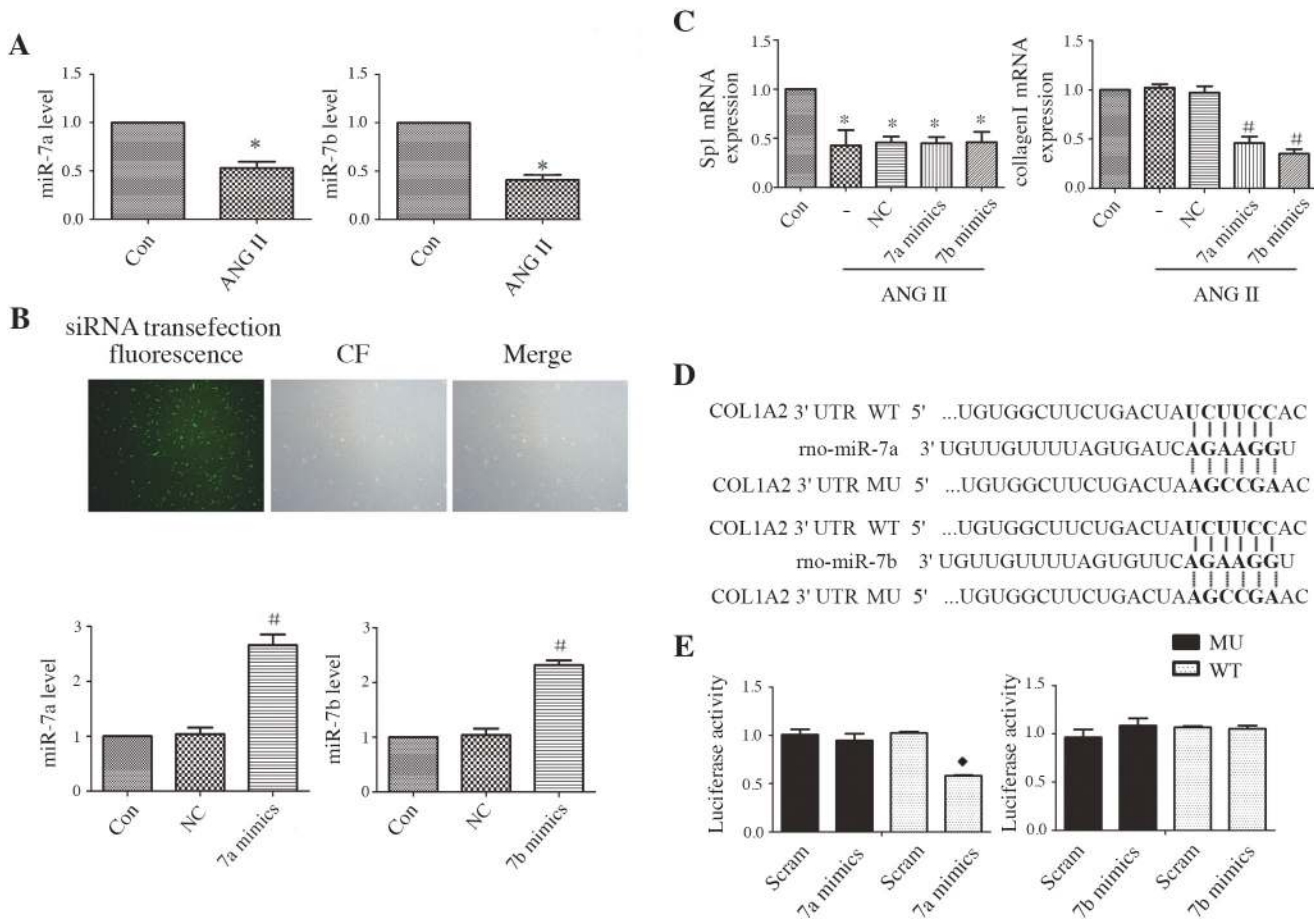 A
miR-7a level
1.5
1.0
0.5
0.0
*
Con
ANG II
miR-7b level
1.5
1.0
0.5
0.0
*
Con
ANG II
B
siRNA transefection
fluorescence
CF
Merge
miR-7a level
3
2
1
0
#
Con
NC
7a mimics
miR-7b level
3
2
1
0
#
Con
NC
7b mimics
C
Sp1 mRNA
expression
1.5
1.0
0.5
0.0
* * * *
Con
-
NC
7a mimics
7b mimics
ANG II
collagenI mRNA
expression
1.5
1.0
0.5
0.0
# #
Con
-
NC
7a mimics
7b mimics
ANG II
D
COL1A2 3' UTR WT 5' ...UGUGGCUUCUGACUAUCUUCCAC
rno-miR-7a 3' UGUUGUUUUAGUGAUCAGAAGGU
COL1A2 3' UTR MU 5' ...UGUGGCUUCUGACUAAGCCGAAC
COL1A2 3' UTR WT 5' ...UGUGGCUUCUGACUAUCUUCCAC
rno-miR-7b 3' UGUUGUUUUAGUGUUCAGAAGGU
COL1A2 3' UTR MU 5' ...UGUGGCUUCUGACUAAGCCGAAC
E
MU
WT
Luciferase activity
1.5
1.0
0.5
0.0
Scram
7a mimics
Scram
7a mimics
Luciferase activity
1.5
1.0
0.5
0.0
Scram
7b mimics
Scram
7b mimics